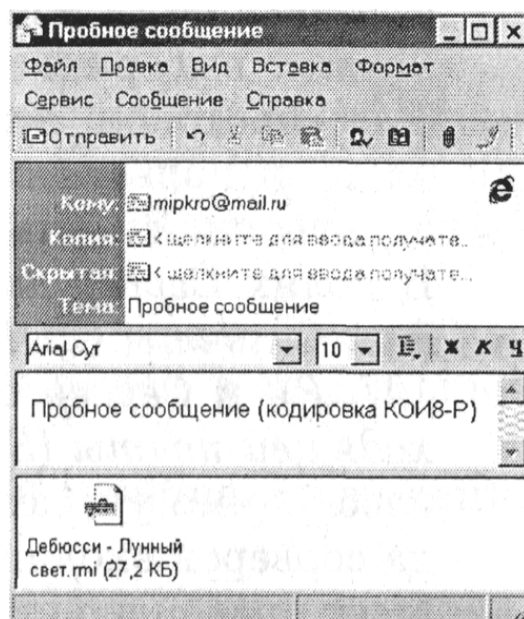 Пробное сообщение
Файл Правка Вид Вставка Формат
Сервис Сообщение Справка
Отправить
Кому: mipkro@mail.ru
Копия: < щелкните для ввода получате...
Скрытая: < щелкните для ввода получате...
Тема: Пробное сообщение
Arial Cyr 10 Ж К Ч
Пробное сообщение (кодировка КОИ8-Р)
Дебюсси - Лунный
свет.rmi (27,2 КБ)